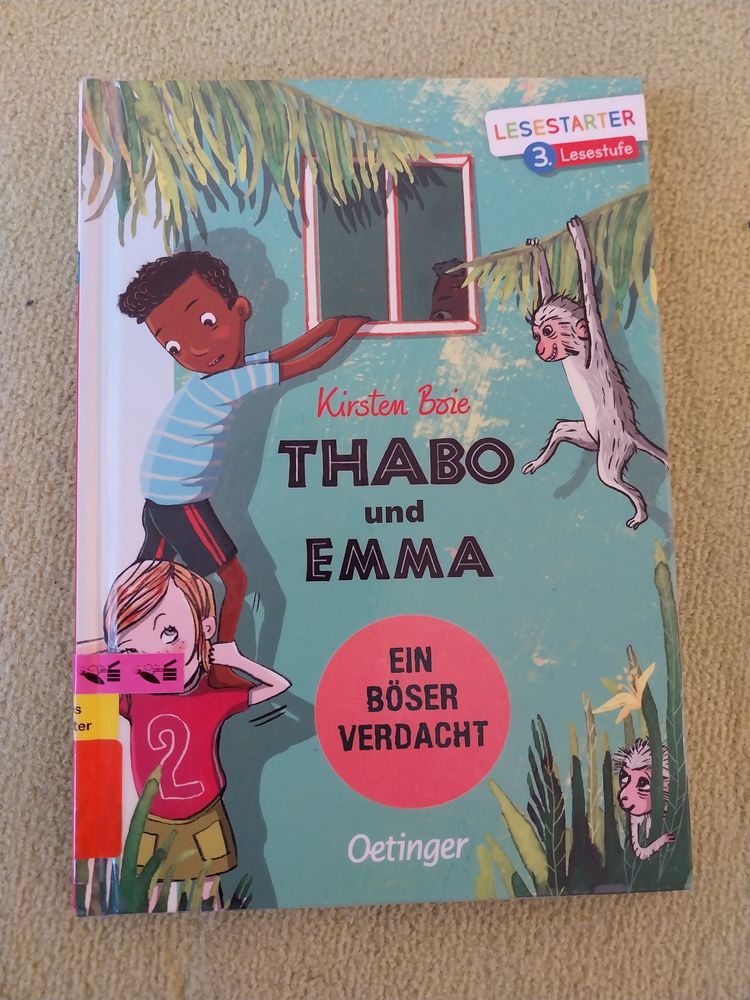 LESESTARTER
3. Lesestufe
Kirsten Boie
THABO
und
EMMA
EIN
BÖSER
VERDACHT
2
Oetinger